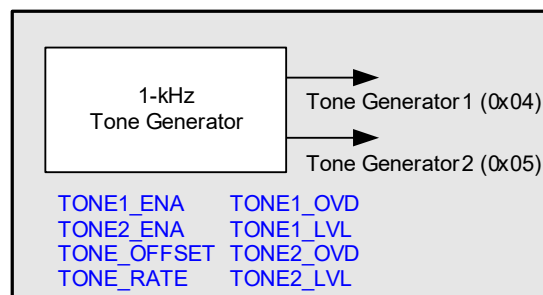 1-kHz
Tone Generator
Tone Generator 1 (0x04)
Tone Generator 2 (0x05)
TONE1_ENA TONE1_OVD
TONE2_ENA TONE1_LVL
TONE_OFFSET TONE2_OVD
TONE_RATE TONE2_LVL